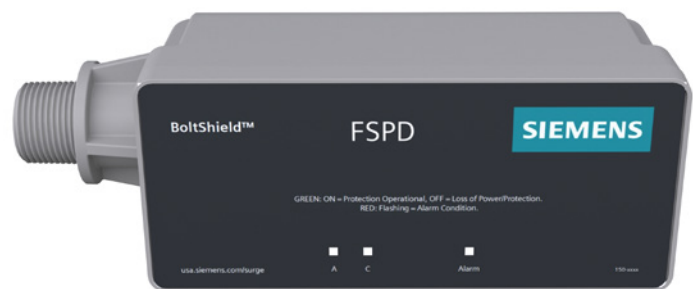 BoltShield™
FSPD
SIEMENS
GREEN: ON = Protection Operational, OFF = Loss of Power/Protection.
RED: Flashing = Alarm Condition.
A
C
Alarm
usa.siemens.com/surge